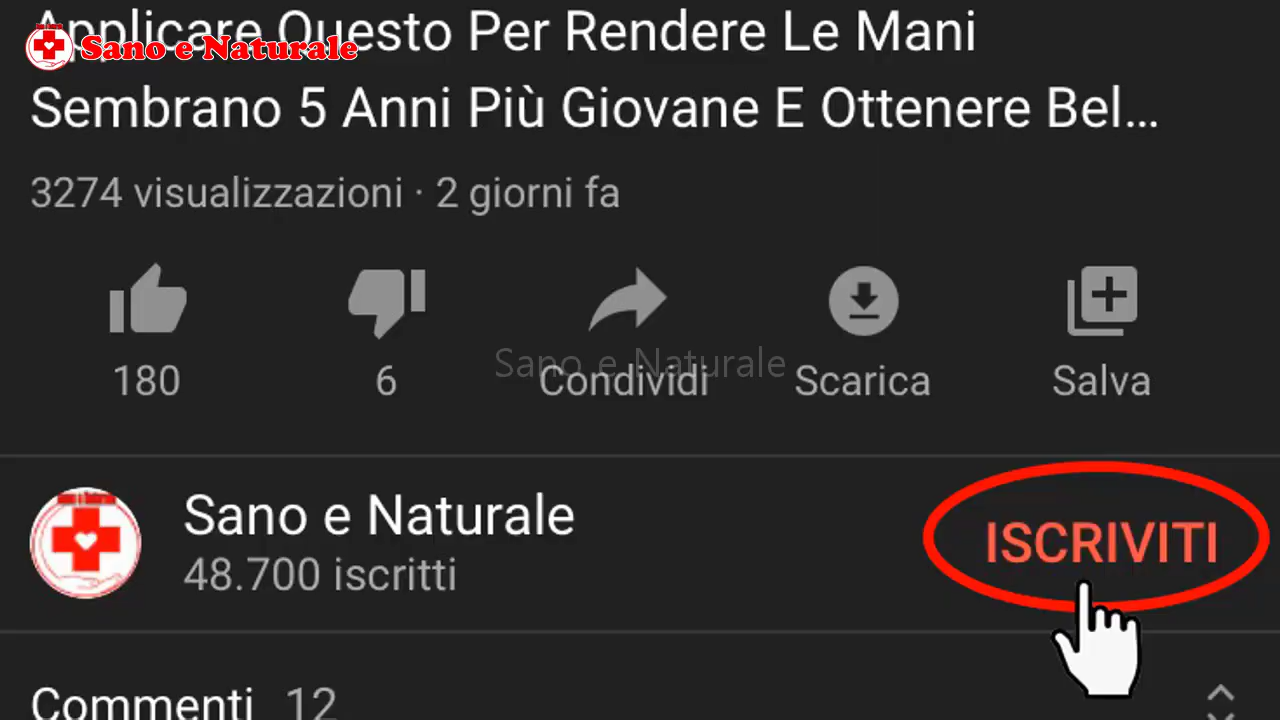 Applicare Questo Per Rendere Le Mani
Sano e Naturale
Sembrano 5 Anni Più Giovane E Ottenere Bel...
3274 visualizzazioni · 2 giorni fa
180
6
Sano e Naturale
Condividi
Scarica
Salva
Sano e Naturale
48.700 iscritti
ISCRIVITI
Commenti 12